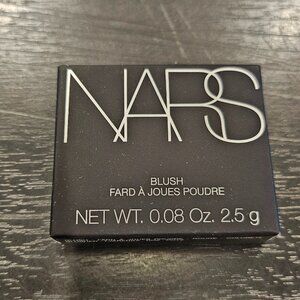 NARS
BLUSH
FARD À JOUES POUDRE
NET WT. 0.08 Oz. 2.5 g